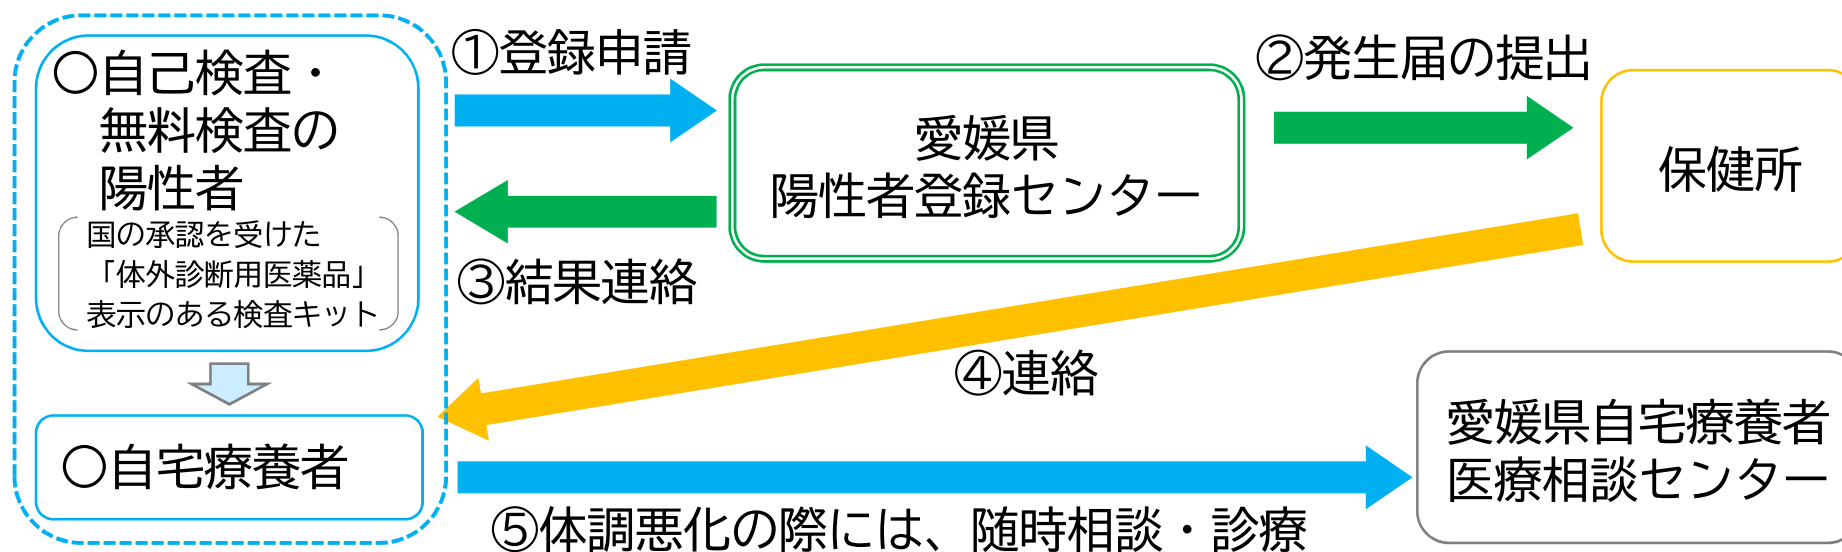 ①登録申請
②発生届の提出
〇自己検査・
無料検査の
陽性者
国の承認を受けた
「体外診断用医薬品」
表示のある検査キット
愛媛県
陽性者登録センター
保健所
③結果連絡
④連絡
〇自宅療養者
愛媛県自宅療養者
医療相談センター
⑤体調悪化の際には、随時相談・診療